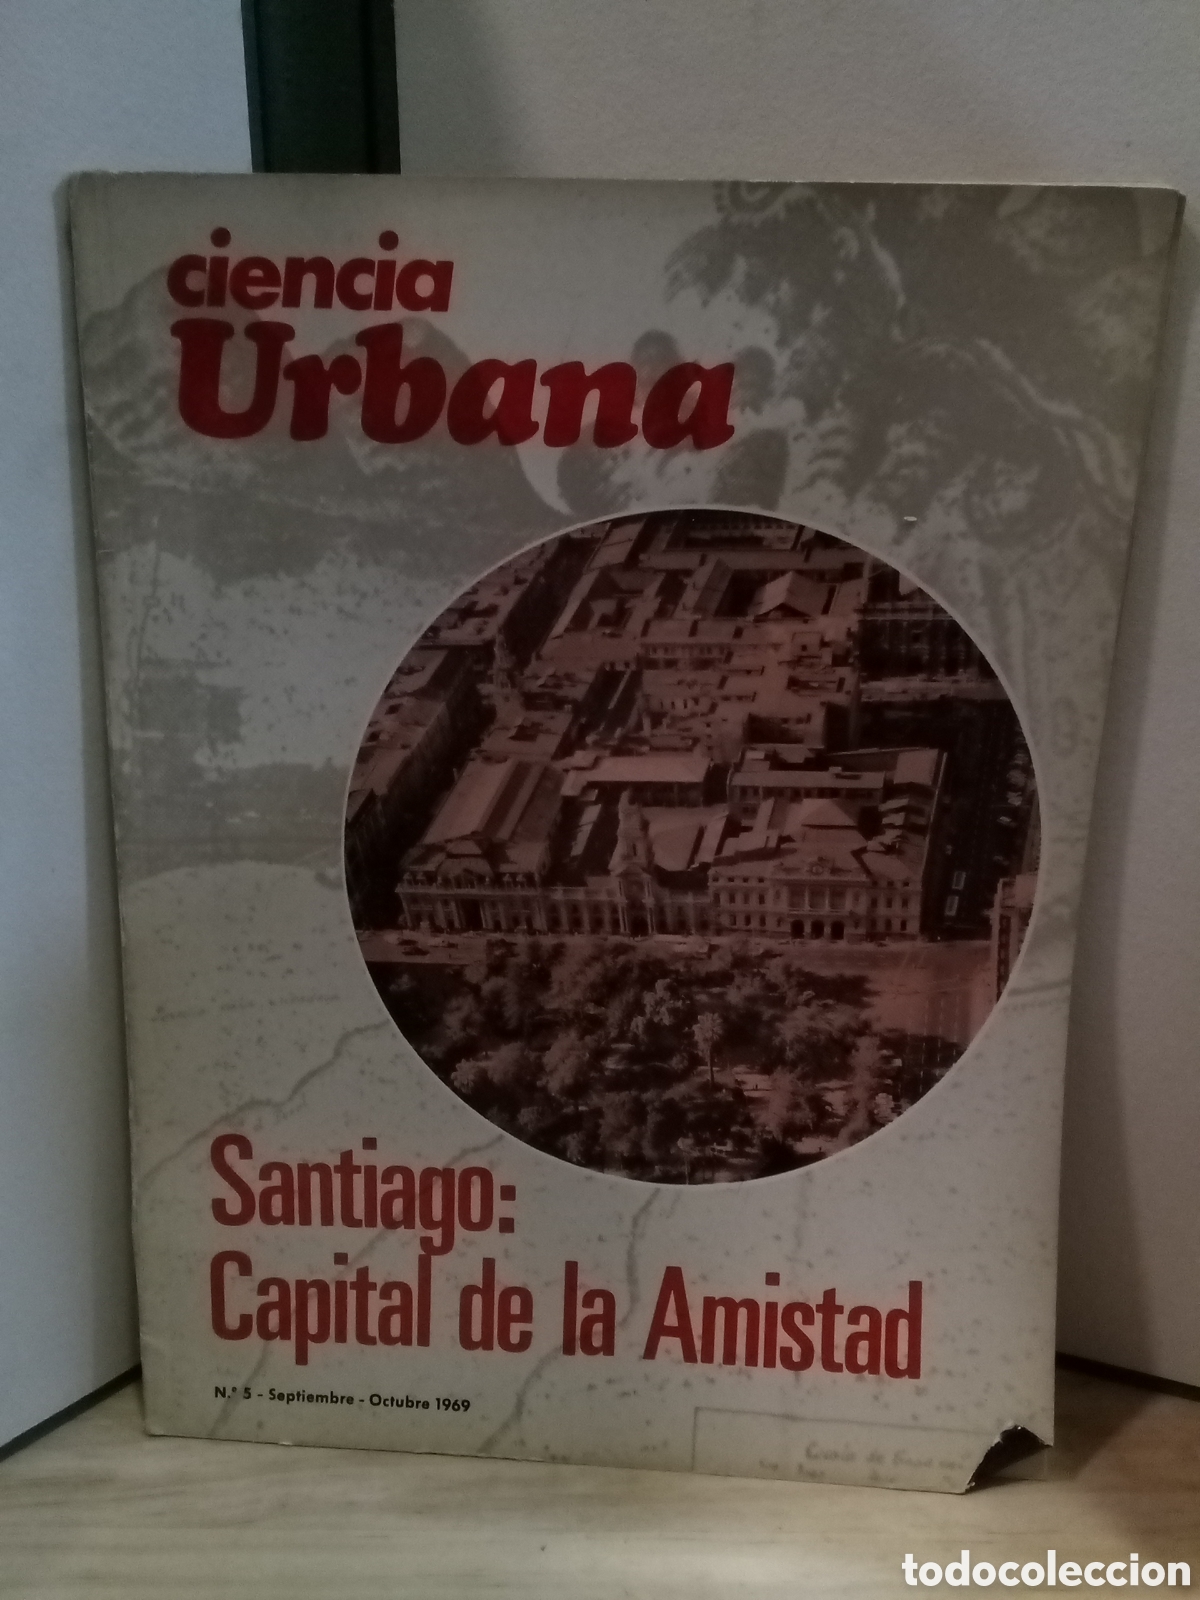 ciencia
Urbana
Santiago:
Capital de la Amistad
N.º 5 - Septiembre - Octubre 1969
todocoleccion